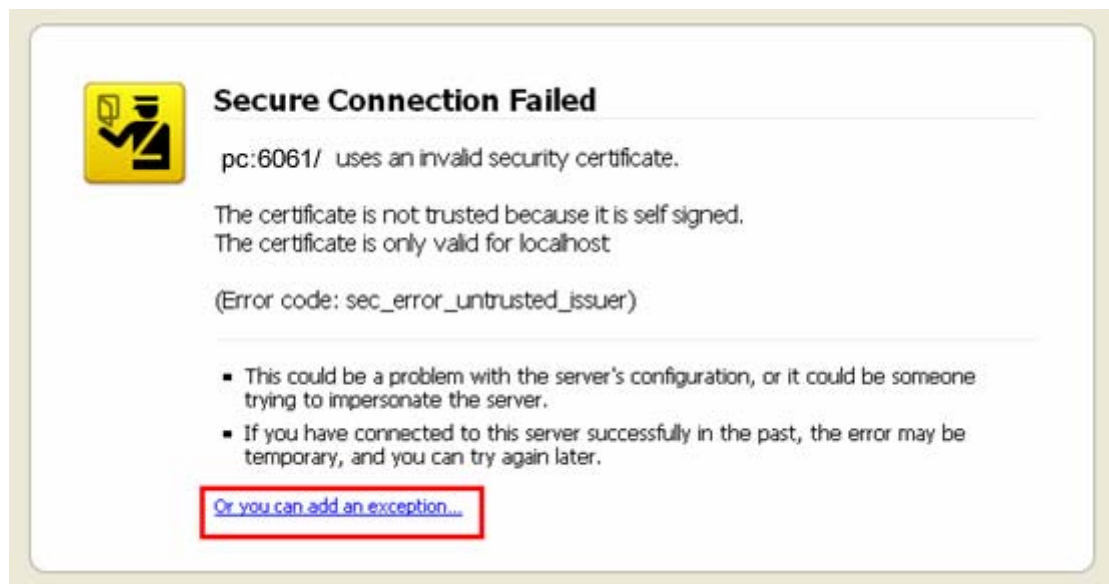 Secure Connection Failed
pc:6061/ uses an invalid security certificate.
The certificate is not trusted because it is self signed.
The certificate is only valid for localhost
(Error code: sec_error_untrusted_issuer)
▪ This could be a problem with the server's configuration, or it could be someone
trying to impersonate the server.
▪ If you have connected to this server successfully in the past, the error may be
temporary, and you can try again later.
Or you can add an exception...